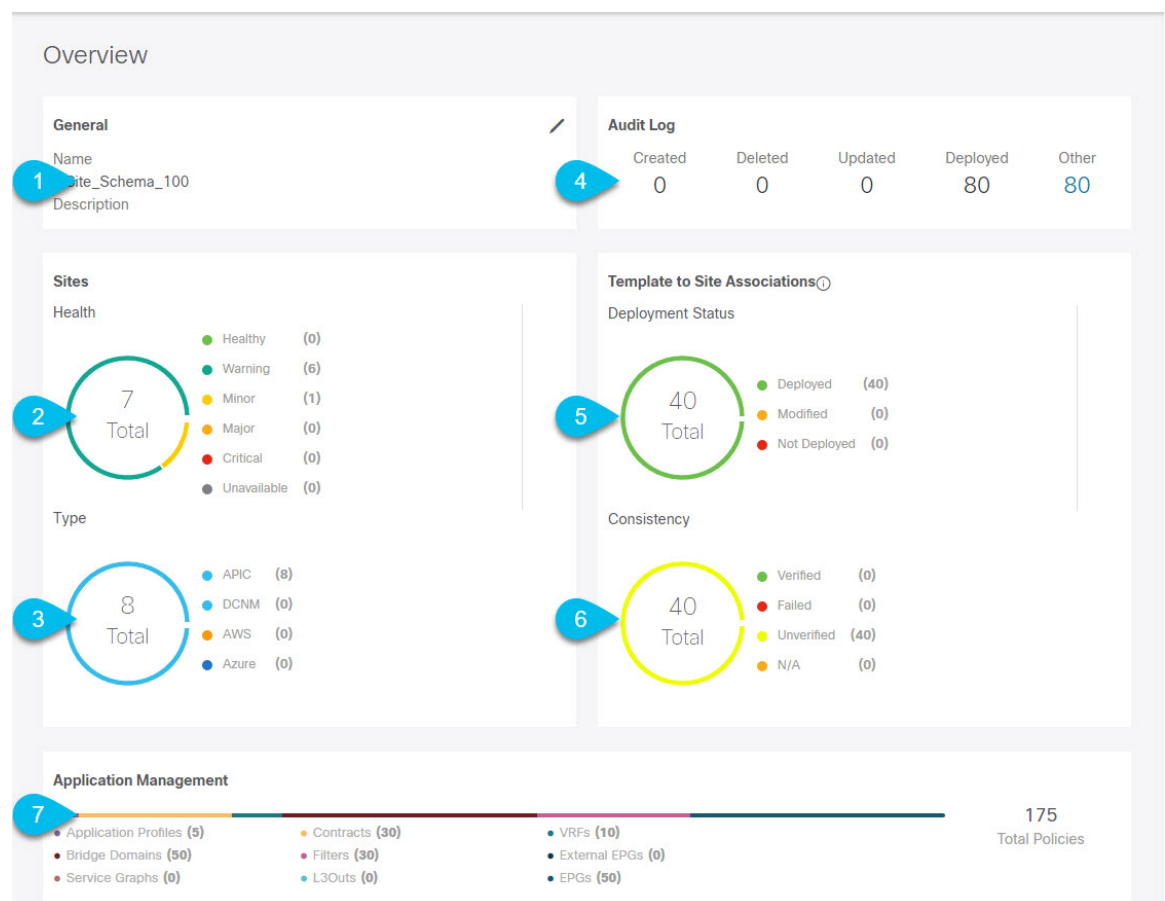 Overview
General
Name
ite_Schema_100
Description
1
Audit Log
Created Deleted Updated Deployed Other
0 0 0 80 80
4
Sites
Health
7
Total
Healthy (0)
Warning (6)
Minor (1)
Major (0)
Critical (0)
Unavailable (0)
2
Type
8
Total
APIC (8)
DCNM (0)
AWS (0)
Azure (0)
3
Template to Site Associations
Deployment Status
40
Total
Deployed (40)
Modified (0)
Not Deployed (0)
5
Consistency
40
Total
Verified (0)
Failed (0)
Unverified (40)
N/A (0)
6
Application Management
7
Application Profiles (5) Contracts (30) VRFs (10)
Bridge Domains (50) Filters (30) External EPGs (0)
Service Graphs (0) L3Outs (0) EPGs (50)
175
Total Policies